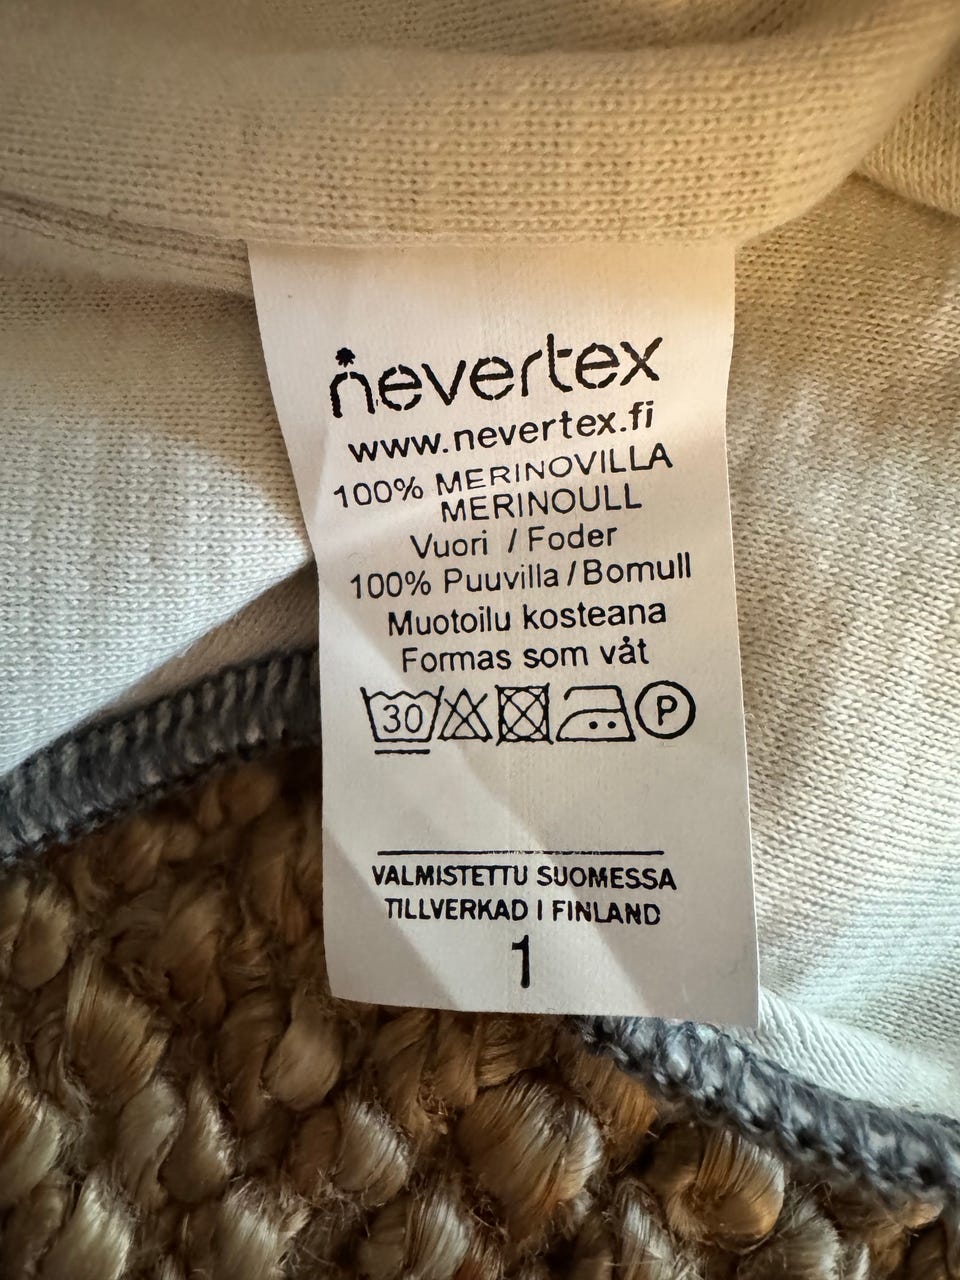 nevertex
www.nevertex.fi
100% MERINOVILLA
MERINOULL
Vuori / Foder
100% Puuvilla/Bomull
Muotoilu kosteana
Formas som våt
30 P
VALMISTETTU SUOMESSA
TILLVERKAD I FINLAND
1